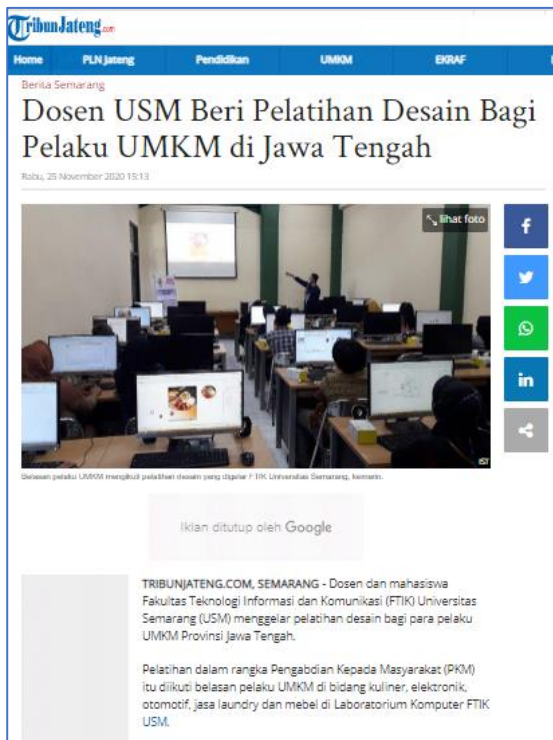 TribunJateng.com
Home PLN Jateng Pendidikan UMKM EKRAF
Berita Semarang
Dosen USM Beri Pelatihan Desain Bagi
Pelaku UMKM di Jawa Tengah
Rabu, 25 November 2020 15:13
lihat foto
IST
Belasan pelaku UMKM mengikuti pelatihan desain yang digelar FTIK Universitas Semarang, kemarin.
Iklan ditutup oleh Google
TRIBUNJATENG.COM, SEMARANG - Dosen dan mahasiswa
Fakultas Teknologi Informasi dan Komunikasi (FTIK) Universitas
Semarang (USM) menggelar pelatihan desain bagi para pelaku
UMKM Provinsi Jawa Tengah.
Pelatihan dalam rangka Pengabdian Kepada Masyarakat (PKM)
itu diikuti belasan pelaku UMKM di bidang kuliner, elektronik,
otomotif, jasa laundry dan mebel di Laboratorium Komputer FTIK
USM.